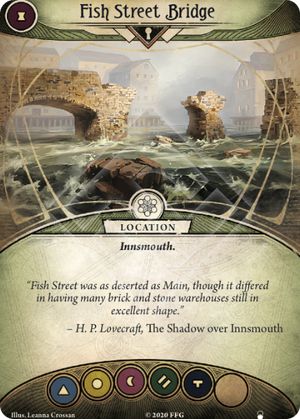 Fish Street Bridge
LOCATION
Innsmouth.
"Fish Street was as deserted as Main, though it differed
in having many brick and stone warehouses still in
excellent shape."
– H. P. Lovecraft, The Shadow over Innsmouth
Illus. Leanna Crossan
© 2020 FFG